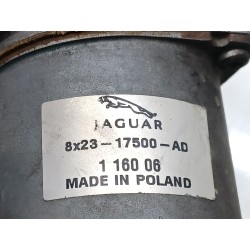 JAGUAR
8x23-17500-AD
1 160 06
MADE IN POLAND